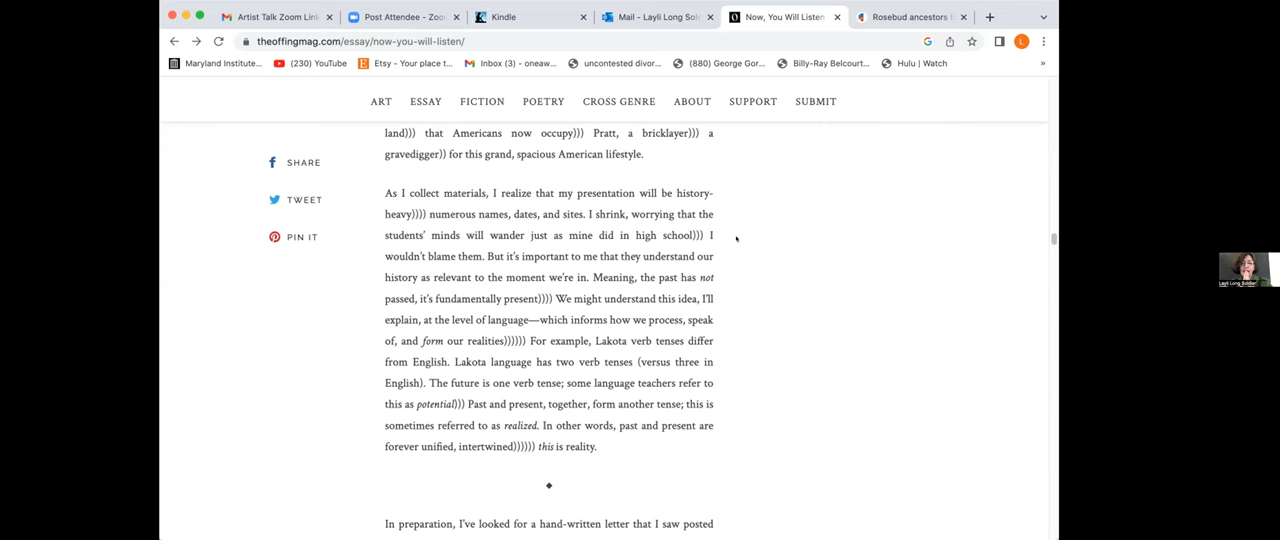 Artist Talk Zoom Link
Post Attendee - Zoo
Kindle
Mail - Layli Long Sol
Now, You Will Listen
Rosebud ancestors
theoffingmag.com/essay/now-you-will-listen/
L
Maryland Institute...
(230) YouTube
Etsy - Your place t...
Inbox (3) - oneaw...
uncontested divor...
(880) George Gor...
Billy-Ray Belcourt...
Hulu | Watch
»
ART ESSAY FICTION POETRY CROSS GENRE ABOUT SUPPORT SUBMIT
SHARE
TWEET
PIN IT
land))) that Americans now occupy))) Pratt, a bricklayer))) a
gravedigger)) for this grand, spacious American lifestyle.
As I collect materials, I realize that my presentation will be history-
heavy)))) numerous names, dates, and sites. I shrink, worrying that the
students’ minds will wander just as mine did in high school))) I
wouldn’t blame them. But it’s important to me that they understand our
history as relevant to the moment we’re in. Meaning, the past has not
passed, it’s fundamentally present)))) We might understand this idea, I’ll
explain, at the level of language—which informs how we process, speak
of, and form our realities)))))) For example, Lakota verb tenses differ
from English. Lakota language has two verb tenses (versus three in
English). The future is one verb tense; some language teachers refer to
this as potential))) Past and present, together, form another tense; this is
sometimes referred to as realized. In other words, past and present are
forever unified, intertwined)))))) this is reality.
In preparation, I’ve looked for a hand-written letter that I saw posted
Layli Long Soldier